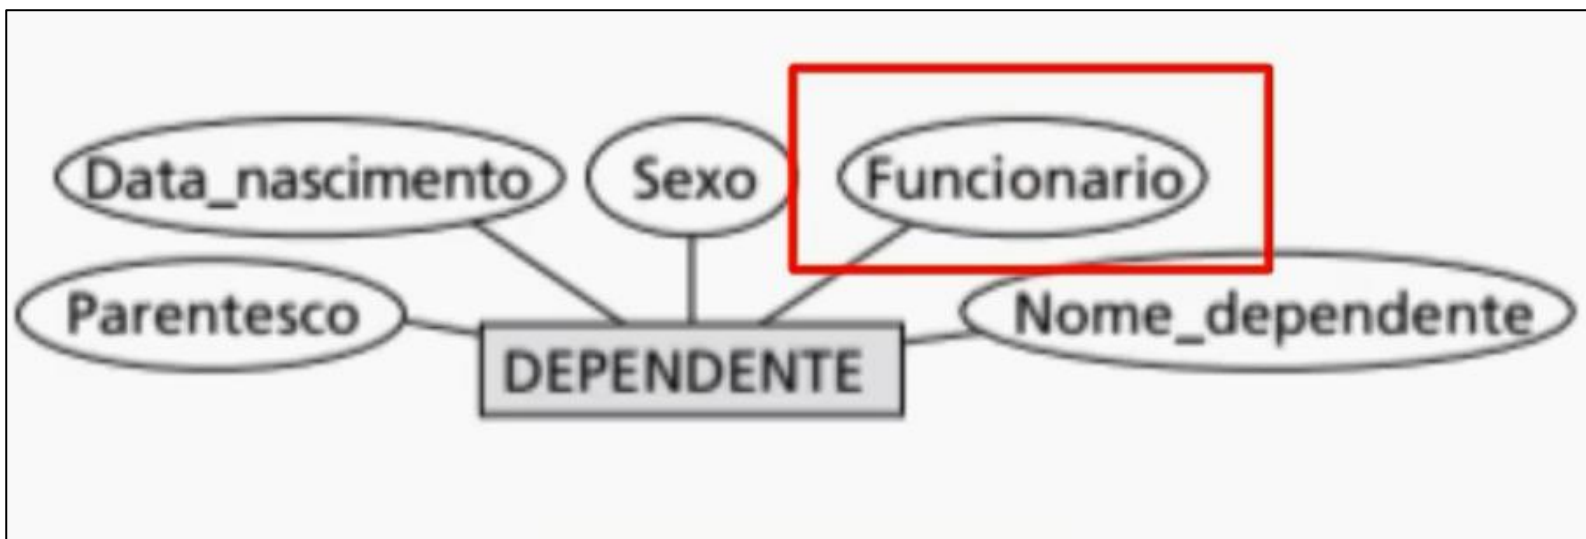 Data_nascimento
Sexo
Funcionario
Parentesco
Nome_dependente
DEPENDENTE